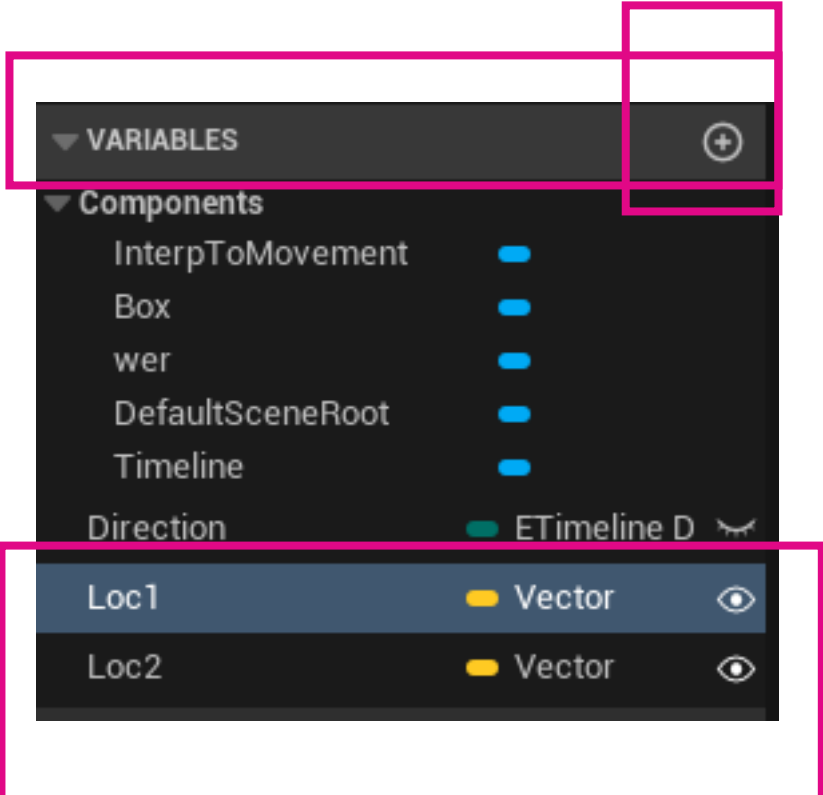 VARIABLES
Components
InterpToMovement
Box
wer
DefaultSceneRoot
Timeline
Direction ETimeline D
Loc1 Vector
Loc2 Vector